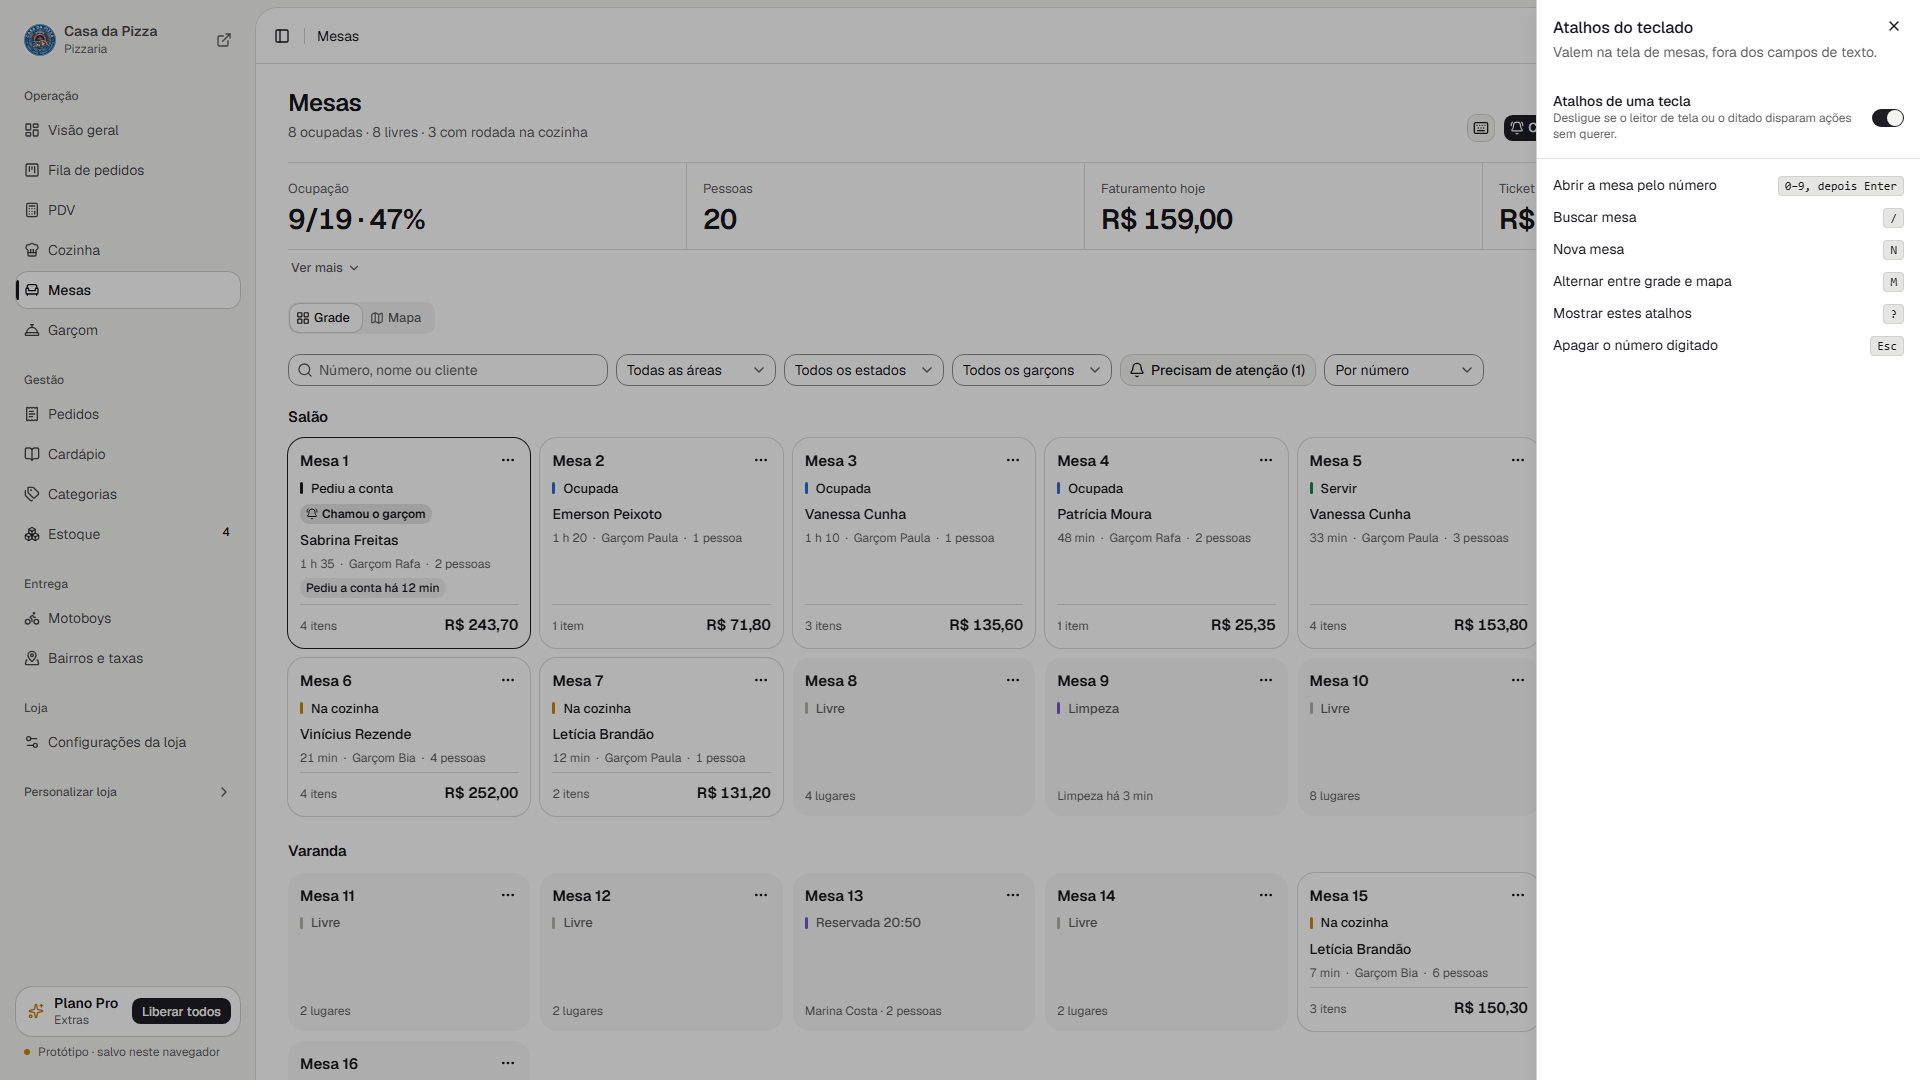 Casa da Pizza
Pizzaria
Operação
Visão geral
Fila de pedidos
PDV
Cozinha
Mesas
Garçom
Gestão
Pedidos
Cardápio
Categorias
Estoque 4
Entrega
Motoboys
Bairros e taxas
Loja
Configurações da loja
Personalizar loja
Plano Pro
Extras
Liberar todos
Protótipo · salvo neste navegador
Mesas
Mesas
8 ocupadas · 8 livres · 3 com rodada na cozinha
Ocupação
9/19 · 47%
Pessoas
20
Faturamento hoje
R$ 159,00
Ticket
R$
Ver mais
Grade Mapa
Número, nome ou cliente
Todas as áreas
Todos os estados
Todos os garçons
Precisam de atenção (1)
Por número
Salão
Mesa 1
Pediu a conta
Chamou o garçom
Sabrina Freitas
1 h 35 · Garçom Rafa · 2 pessoas
Pediu a conta há 12 min
4 itens R$ 243,70
Mesa 2
Ocupada
Emerson Peixoto
1 h 20 · Garçom Paula · 1 pessoa
1 item R$ 71,80
Mesa 3
Ocupada
Vanessa Cunha
1 h 10 · Garçom Paula · 1 pessoa
3 itens R$ 135,60
Mesa 4
Ocupada
Patrícia Moura
48 min · Garçom Rafa · 2 pessoas
1 item R$ 25,35
Mesa 5
Servir
Vanessa Cunha
33 min · Garçom Paula · 3 pessoas
4 itens R$ 153,80
Mesa 6
Na cozinha
Vinícius Rezende
21 min · Garçom Bia · 4 pessoas
4 itens R$ 252,00
Mesa 7
Na cozinha
Letícia Brandão
12 min · Garçom Paula · 1 pessoa
2 itens R$ 131,20
Mesa 8
Livre
4 lugares
Mesa 9
Limpeza
Limpeza há 3 min
Mesa 10
Livre
8 lugares
Varanda
Mesa 11
Livre
2 lugares
Mesa 12
Livre
2 lugares
Mesa 13
Reservada 20:50
Marina Costa · 2 pessoas
Mesa 14
Livre
2 lugares
Mesa 15
Na cozinha
Letícia Brandão
7 min · Garçom Bia · 6 pessoas
3 itens R$ 150,30
Mesa 16
Atalhos do teclado
Valem na tela de mesas, fora dos campos de texto.
Atalhos de uma tecla
Desligue se o leitor de tela ou o ditado disparam ações
sem querer.
Abrir a mesa pelo número 0–9, depois Enter
Buscar mesa /
Nova mesa N
Alternar entre grade e mapa M
Mostrar estes atalhos ?
Apagar o número digitado Esc